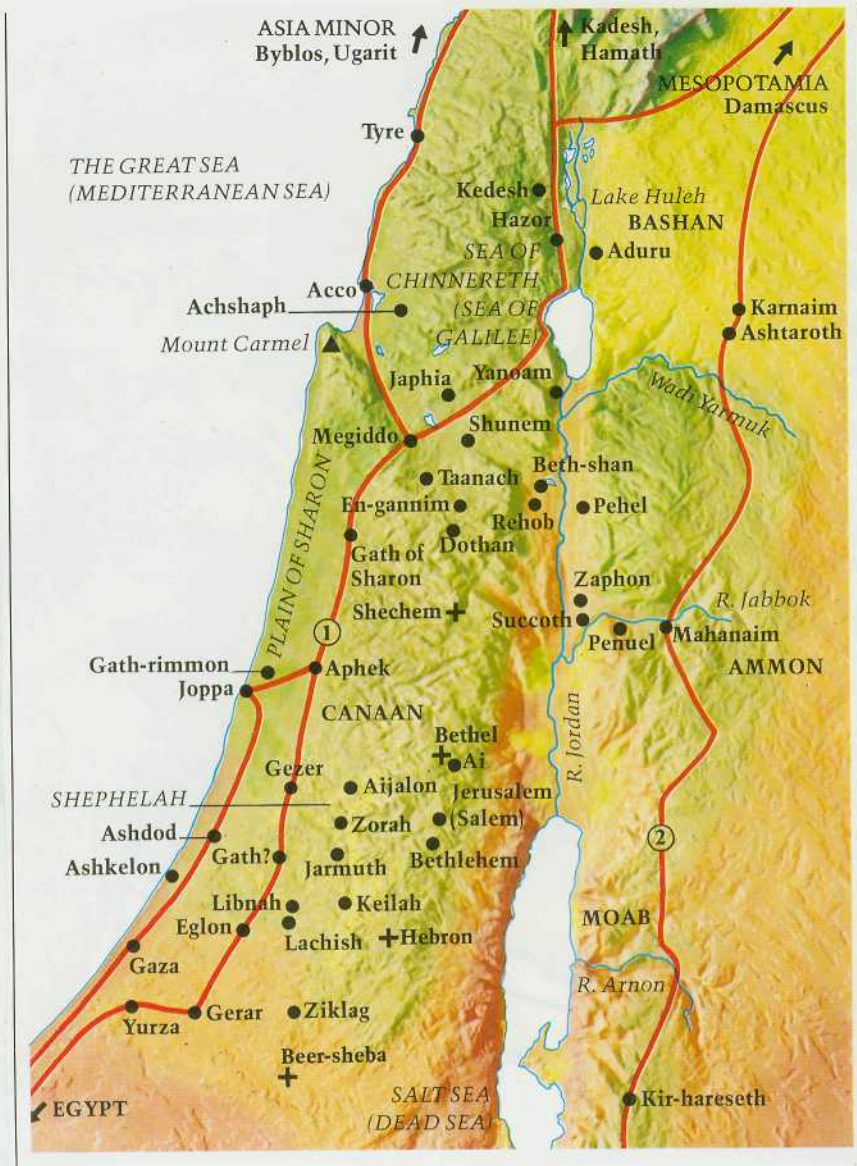 ASIA MINOR
Byblos, Ugarit
Kadesh,
Hamath
MESOPOTAMIA
Damascus
Tyre
THE GREAT SEA
(MEDITERRANEAN SEA)
Kedesh
Lake Huleh
BASHAN
Hazor
Aduru
SEA OF
CHINNERETH
(SEA OF
GALILEE)
Acco
Achshaph
Karnaim
Ashtaroth
Mount Carmel
Japhia
Yanoam
Wadi Yarmuk
Megiddo
Shunem
PLAIN OF SHARON
Taanach
Beth-shan
En-gannim
Rehob
Pehel
Dothan
Gath of
Sharon
Zaphon
Shechem
Succoth
R. Jabbok
Penuel
Mahanaim
1
Gath-rimmon
Aphek
AMMON
Joppa
CANAAN
R. Jordan
Bethel
Ai
Gezer
Aijalon
SHEPHELAH
Jerusalem
(Salem)
Zorah
Ashdod
2
Gath?
Jarmuth
Bethlehem
Ashkelon
Libnah
Keilah
MOAB
Eglon
Lachish
Hebron
Gaza
R. Arnon
Yurza
Gerar
Ziklag
Beer-sheba
SALT SEA
(DEAD SEA)
Kir-hareseth
EGYPT